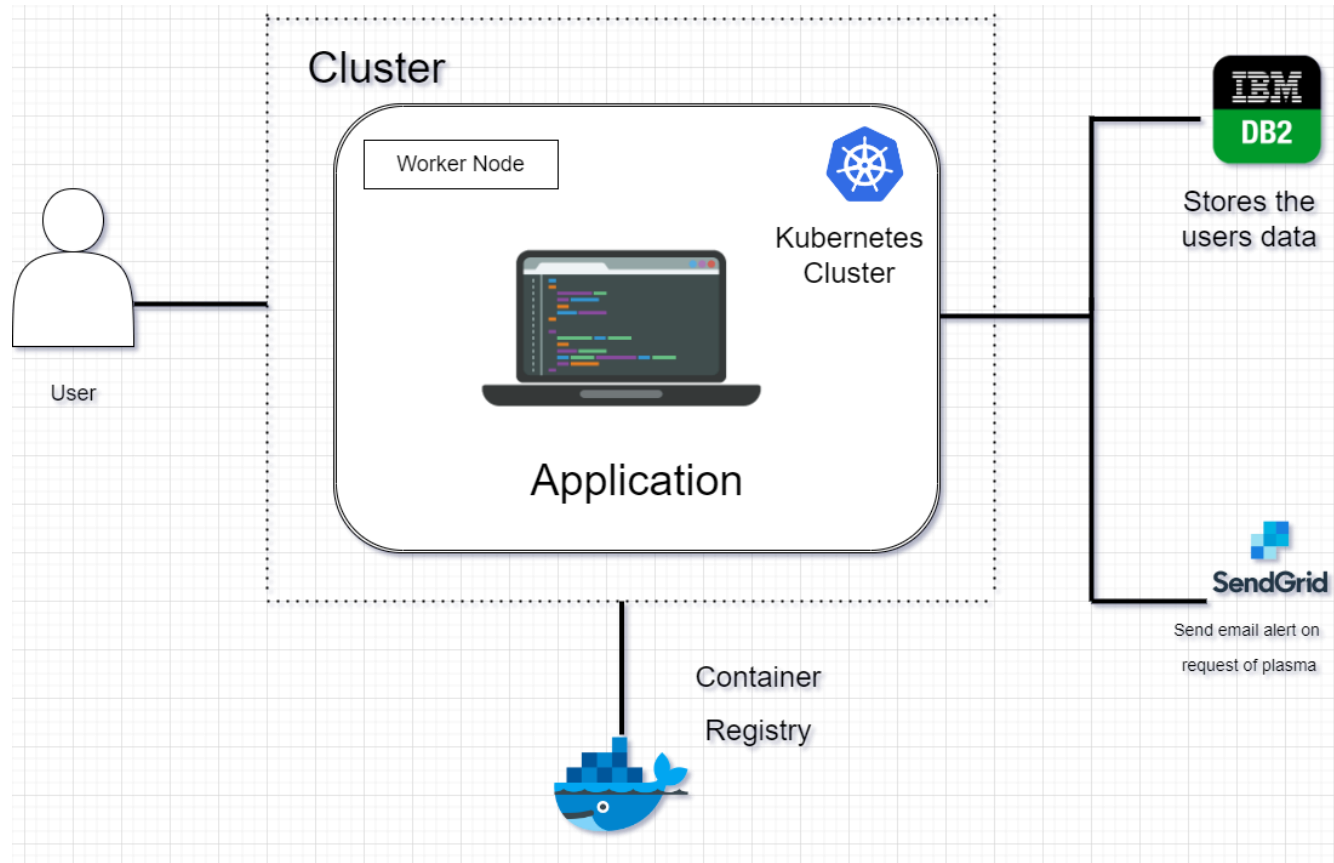 Cluster
Worker Node
Kubernetes
Cluster
Application
User
IBM
DB2
Stores the
users data
SendGrid
Send email alert on
request of plasma
Container
Registry